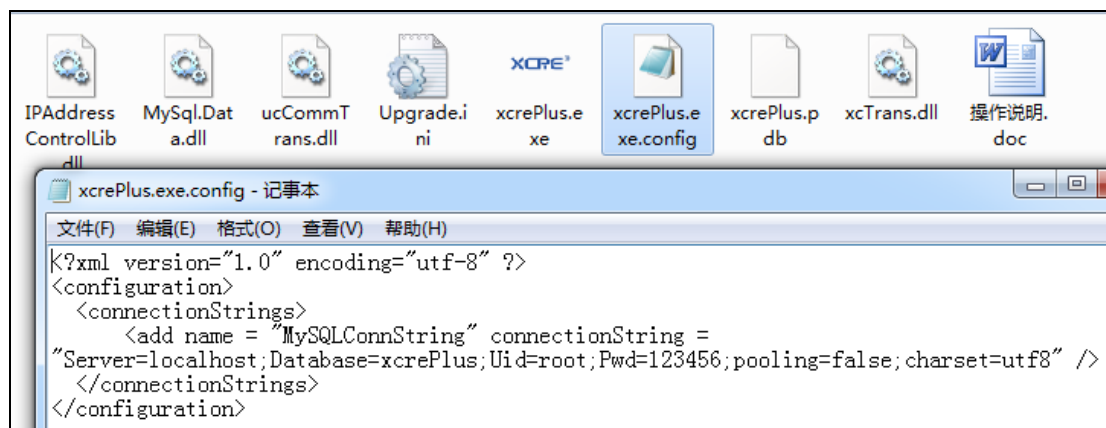 XCRE
IPAddress
ControlLib
dll
MySql.Dat
a.dll
ucCommT
rans.dll
Upgrade.i
ni
xcrePlus.e
xe
xcrePlus.e
xe.config
xcrePlus.p
db
xcTrans.dll
操作说明.
doc
xcrePlus.exe.config - 记事本
文件(F) 编辑(E) 格式(O) 查看(V) 帮助(H)
<?xml version="1.0" encoding="utf-8" ?>
<configuration>
<connectionStrings>
<add name = "MySQLConnString" connectionString =
"Server=localhost;Database=xcrePlus;Uid=root;Pwd=123456;pooling=false;charset=utf8" />
</connectionStrings>
</configuration>